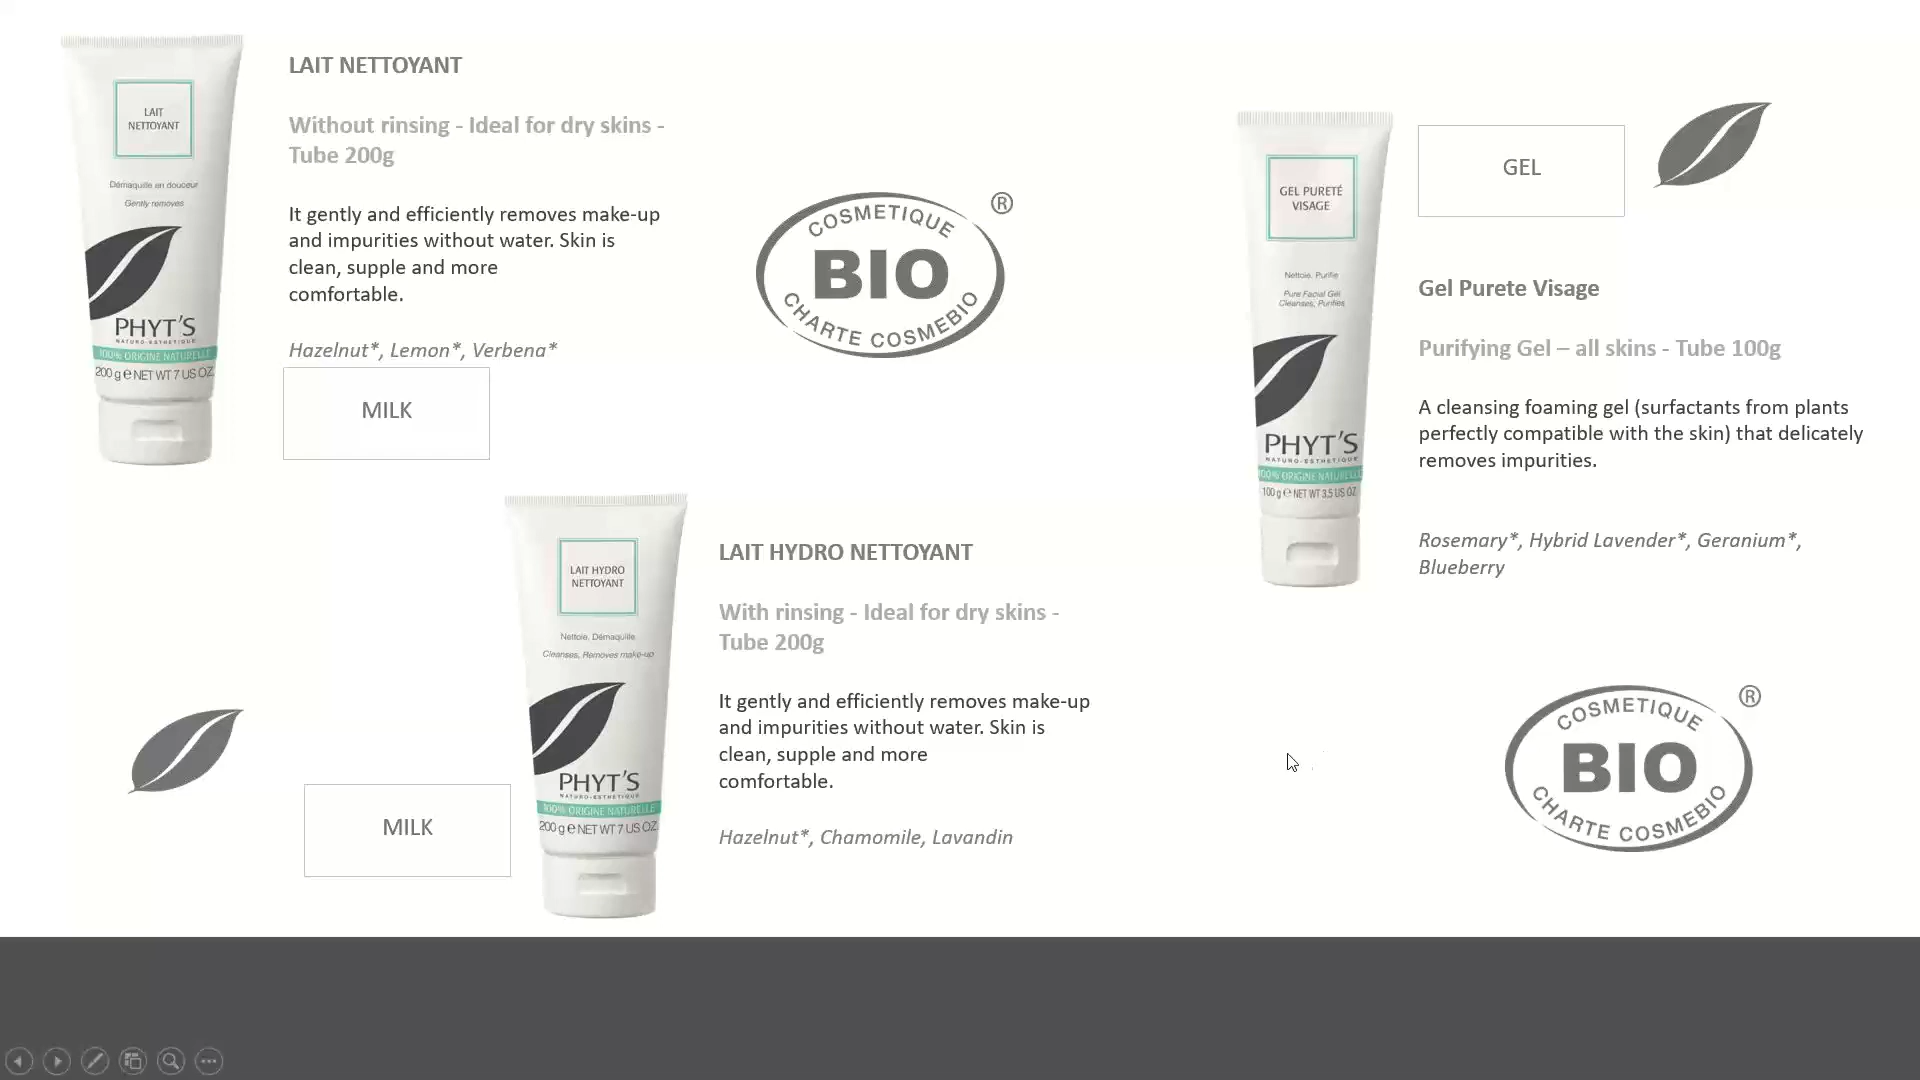 LAIT
NETTOYANT
Démaquille en douceur
Gently removes
PHYT'S
NATURO-ESTHETIQUE
100% ORIGINE NATURELLE
200 g e NET WT 7 US OZ.
LAIT NETTOYANT
Without rinsing - Ideal for dry skins -
Tube 200g
It gently and efficiently removes make-up
and impurities without water. Skin is
clean, supple and more
comfortable.
Hazelnut*, Lemon*, Verbena*
MILK
COSMETIQUE
BIO
CHARTE COSMEBIO
®
LAIT HYDRO
NETTOYANT
Nettoie, Démaquille
Cleanses, Removes make-up
PHYT'S
NATURO-ESTHETIQUE
100% ORIGINE NATURELLE
200 g e NET WT 7 US OZ.
LAIT HYDRO NETTOYANT
With rinsing - Ideal for dry skins -
Tube 200g
It gently and efficiently removes make-up
and impurities without water. Skin is
clean, supple and more
comfortable.
Hazelnut*, Chamomile, Lavandin
MILK
GEL PURETÉ
VISAGE
Nettoie, Purifie
Pure Facial Gel
Cleanses, Purifies
PHYT'S
NATURO-ESTHETIQUE
100% ORIGINE NATURELLE
100 g e NET WT 3.5 US OZ.
GEL
Gel Purete Visage
Purifying Gel – all skins - Tube 100g
A cleansing foaming gel (surfactants from plants
perfectly compatible with the skin) that delicately
removes impurities.
Rosemary*, Hybrid Lavender*, Geranium*,
Blueberry
COSMETIQUE
BIO
CHARTE COSMEBIO
®